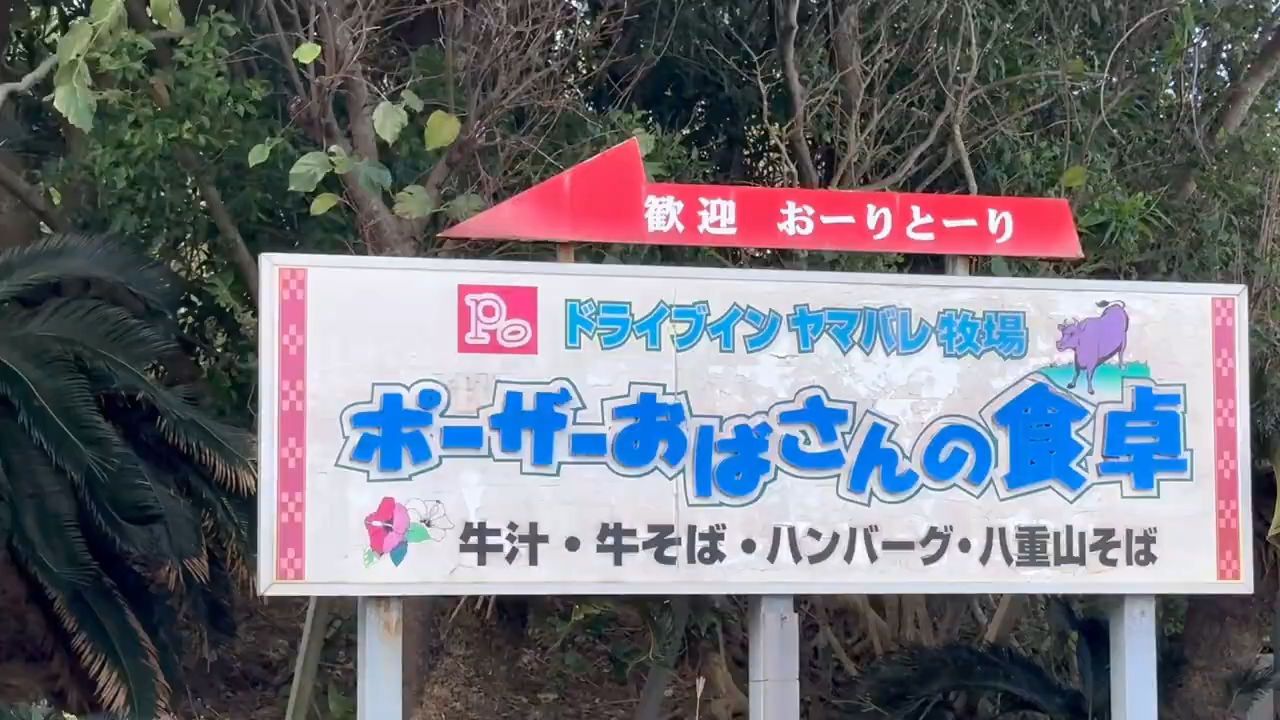 歓迎 おーりとーり
Po ドライブイン ヤマバレ牧場
ポーザーおばさんの食卓
牛汁・牛そば・ハンバーグ・八重山そば